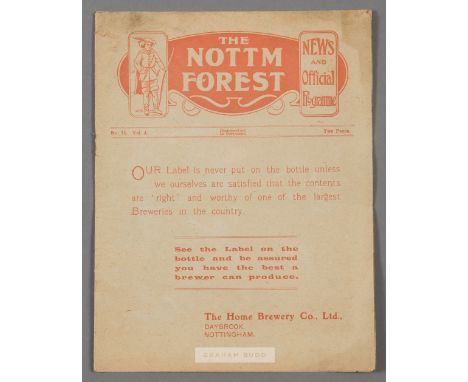 THE
NOTTM
FOREST
NEWS
AND
Official
Programme
Vol. 4.
Two Pence.
OUR Label is never put on the bottle unless
we ourselves are satisfied that the contents
are "right" and worthy of one of the largest
Breweries in the country.
See the Label on the
bottle and be assured
you have the best a
brewer can produce.
The Home Brewery Co., Ltd.,
DAYBROOK,
NOTTINGHAM.
GRAHAM BUDD